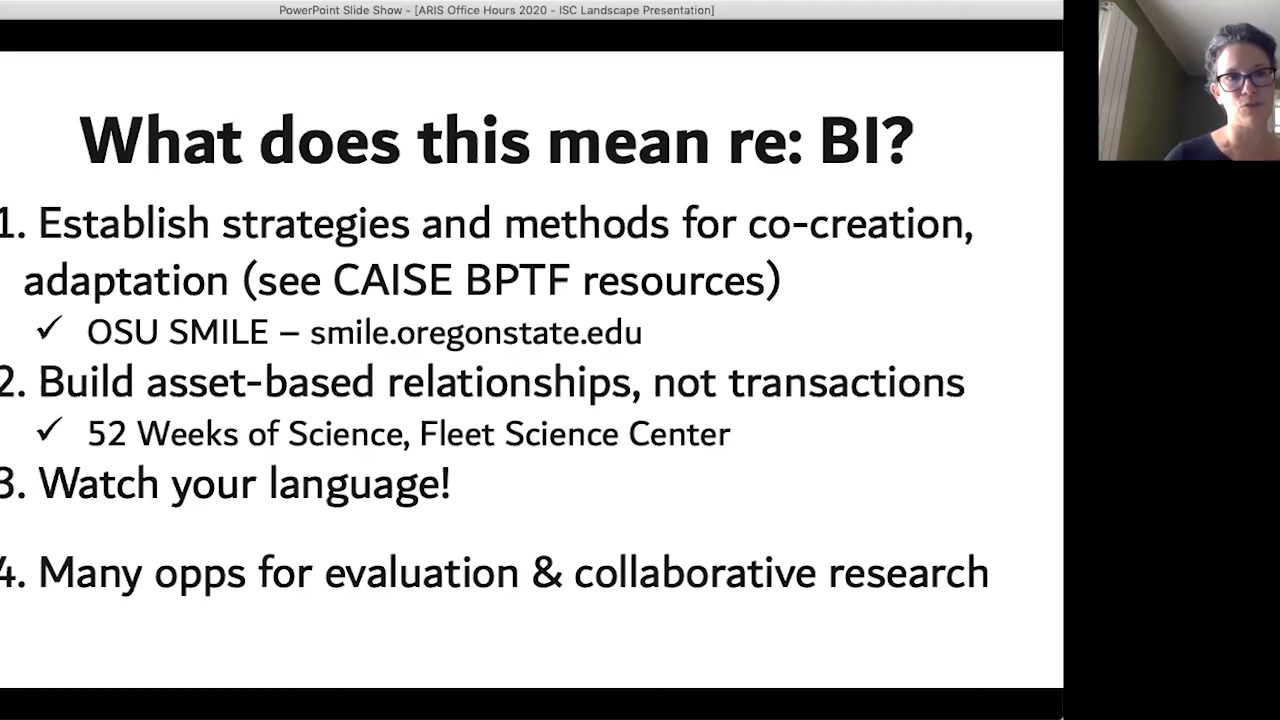 PowerPoint Slide Show - [ARIS Office Hours 2020 - ISC Landscape Presentation]
What does this mean re: BI?
1. Establish strategies and methods for co-creation,
adaptation (see CAISE BPTF resources)
✓ OSU SMILE – smile.oregonstate.edu
2. Build asset-based relationships, not transactions
✓ 52 Weeks of Science, Fleet Science Center
3. Watch your language!
4. Many opps for evaluation & collaborative research